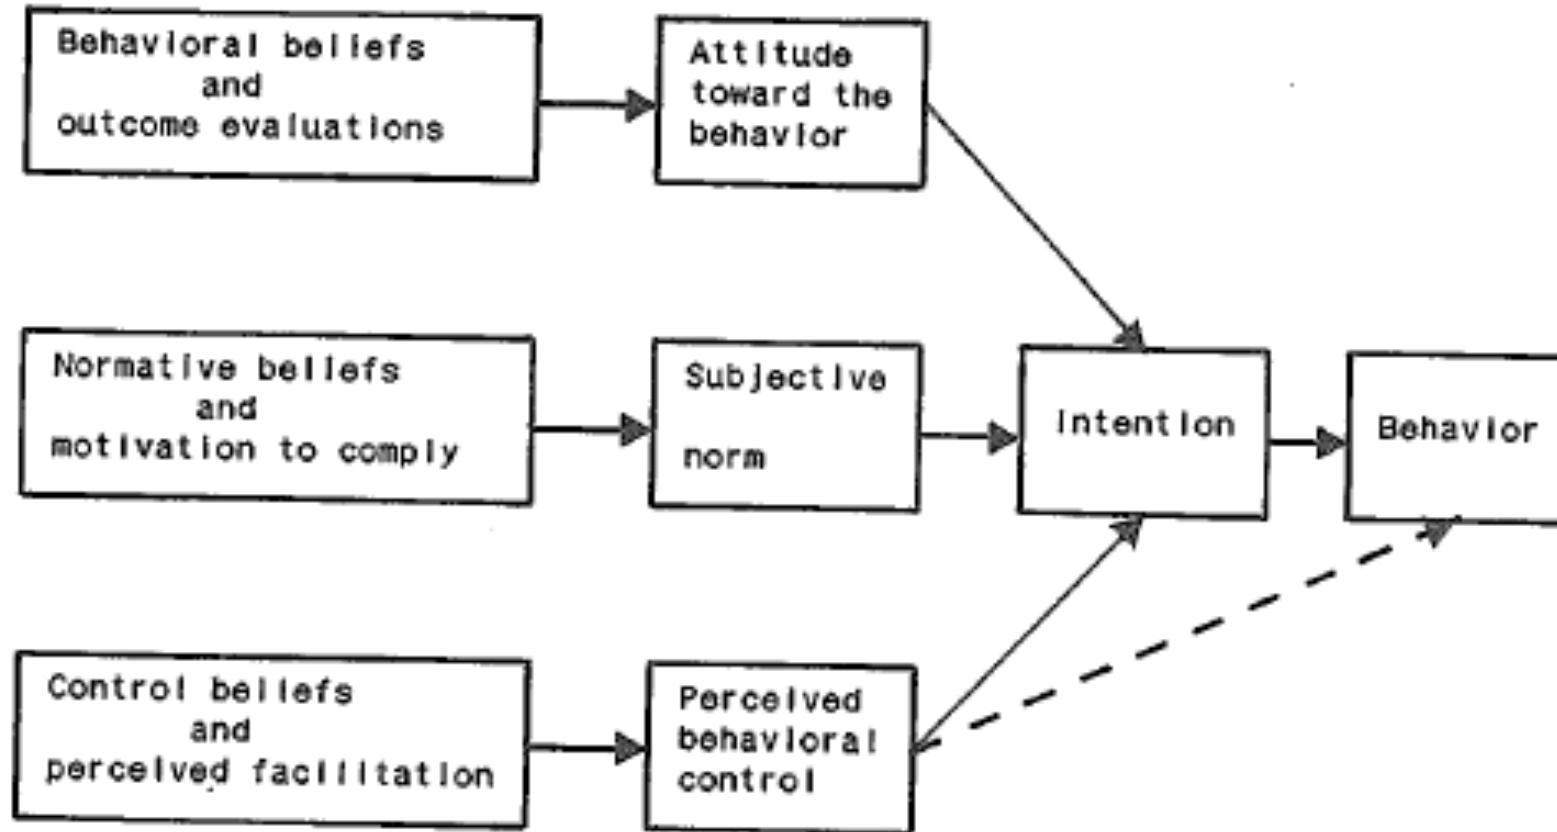 Behavioral beliefs
and
outcome evaluations
Attitude
toward the
behavior
Normative beliefs
and
motivation to comply
Subjective
norm
Intention
Behavior
Control beliefs
and
perceived facilitation
Perceived
behavioral
control